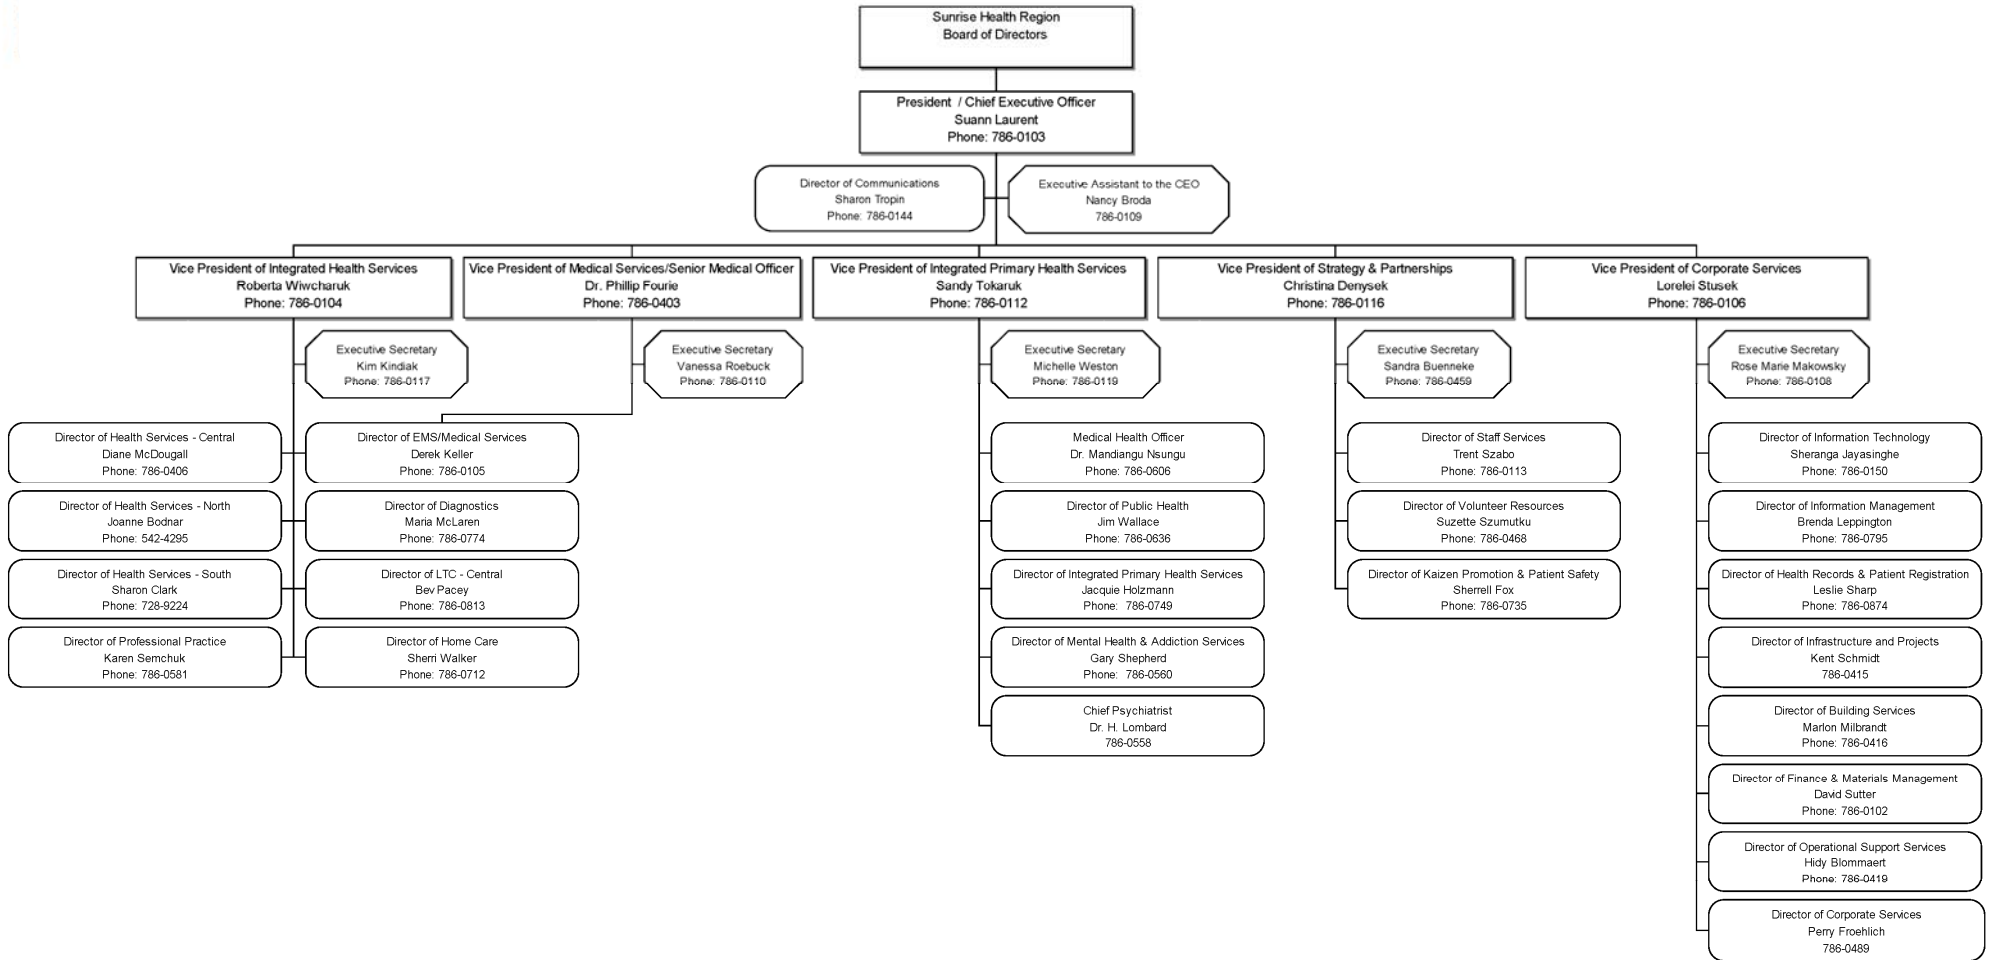 Sunrise Health Region
Board of Directors
President / Chief Executive Officer
Suann Laurent
Phone: 786-0103
Director of Communications
Sharon Tropin
Phone: 786-0144
Executive Assistant to the CEO
Nancy Broda
786-0109
Vice President of Integrated Health Services
Roberta Wiwcharuk
Phone: 786-0104
Vice President of Medical Services/Senior Medical Officer
Dr. Phillip Fourie
Phone: 786-0403
Vice President of Integrated Primary Health Services
Sandy Tokaruk
Phone: 786-0112
Vice President of Strategy & Partnerships
Christina Denysek
Phone: 786-0116
Vice President of Corporate Services
Lorelei Stusek
Phone: 786-0106
Executive Secretary
Kim Kindiak
Phone: 786-0117
Executive Secretary
Vanessa Roebuck
Phone: 786-0110
Executive Secretary
Michelle Weston
Phone: 786-0119
Executive Secretary
Sandra Buenneke
Phone: 786-0459
Executive Secretary
Rose Marie Makowsky
Phone: 786-0108
Director of Health Services - Central
Diane McDougall
Phone: 786-0406
Director of Health Services - North
Joanne Bodnar
Phone: 542-4295
Director of Health Services - South
Sharon Clark
Phone: 728-9224
Director of Professional Practice
Karen Semchuk
Phone: 786-0581
Director of EMS/Medical Services
Derek Keller
Phone: 786-0105
Director of Diagnostics
Maria McLaren
Phone: 786-0774
Director of LTC - Central
Bev Pacey
Phone: 786-0813
Director of Home Care
Sherri Walker
Phone: 786-0712
Medical Health Officer
Dr. Mandiangu Nsungu
Phone: 786-0606
Director of Public Health
Jim Wallace
Phone: 786-0636
Director of Integrated Primary Health Services
Jacquie Holzmann
Phone: 786-0749
Director of Mental Health & Addiction Services
Gary Shepherd
Phone: 786-0560
Chief Psychiatrist
Dr. H. Lombard
786-0558
Director of Staff Services
Trent Szabo
Phone: 786-0113
Director of Volunteer Resources
Suzette Szumutku
Phone: 786-0468
Director of Kaizen Promotion & Patient Safety
Sherrell Fox
Phone: 786-0735
Director of Information Technology
Sheranga Jayasinghe
Phone: 786-0150
Director of Information Management
Brenda Leppington
Phone: 786-0795
Director of Health Records & Patient Registration
Leslie Sharp
Phone: 786-0874
Director of Infrastructure and Projects
Kent Schmidt
786-0415
Director of Building Services
Marlon Milbrandt
Phone: 786-0416
Director of Finance & Materials Management
David Sutter
Phone: 786-0102
Director of Operational Support Services
Hidy Blommaert
Phone: 786-0419
Director of Corporate Services
Perry Froehlich
786-0489